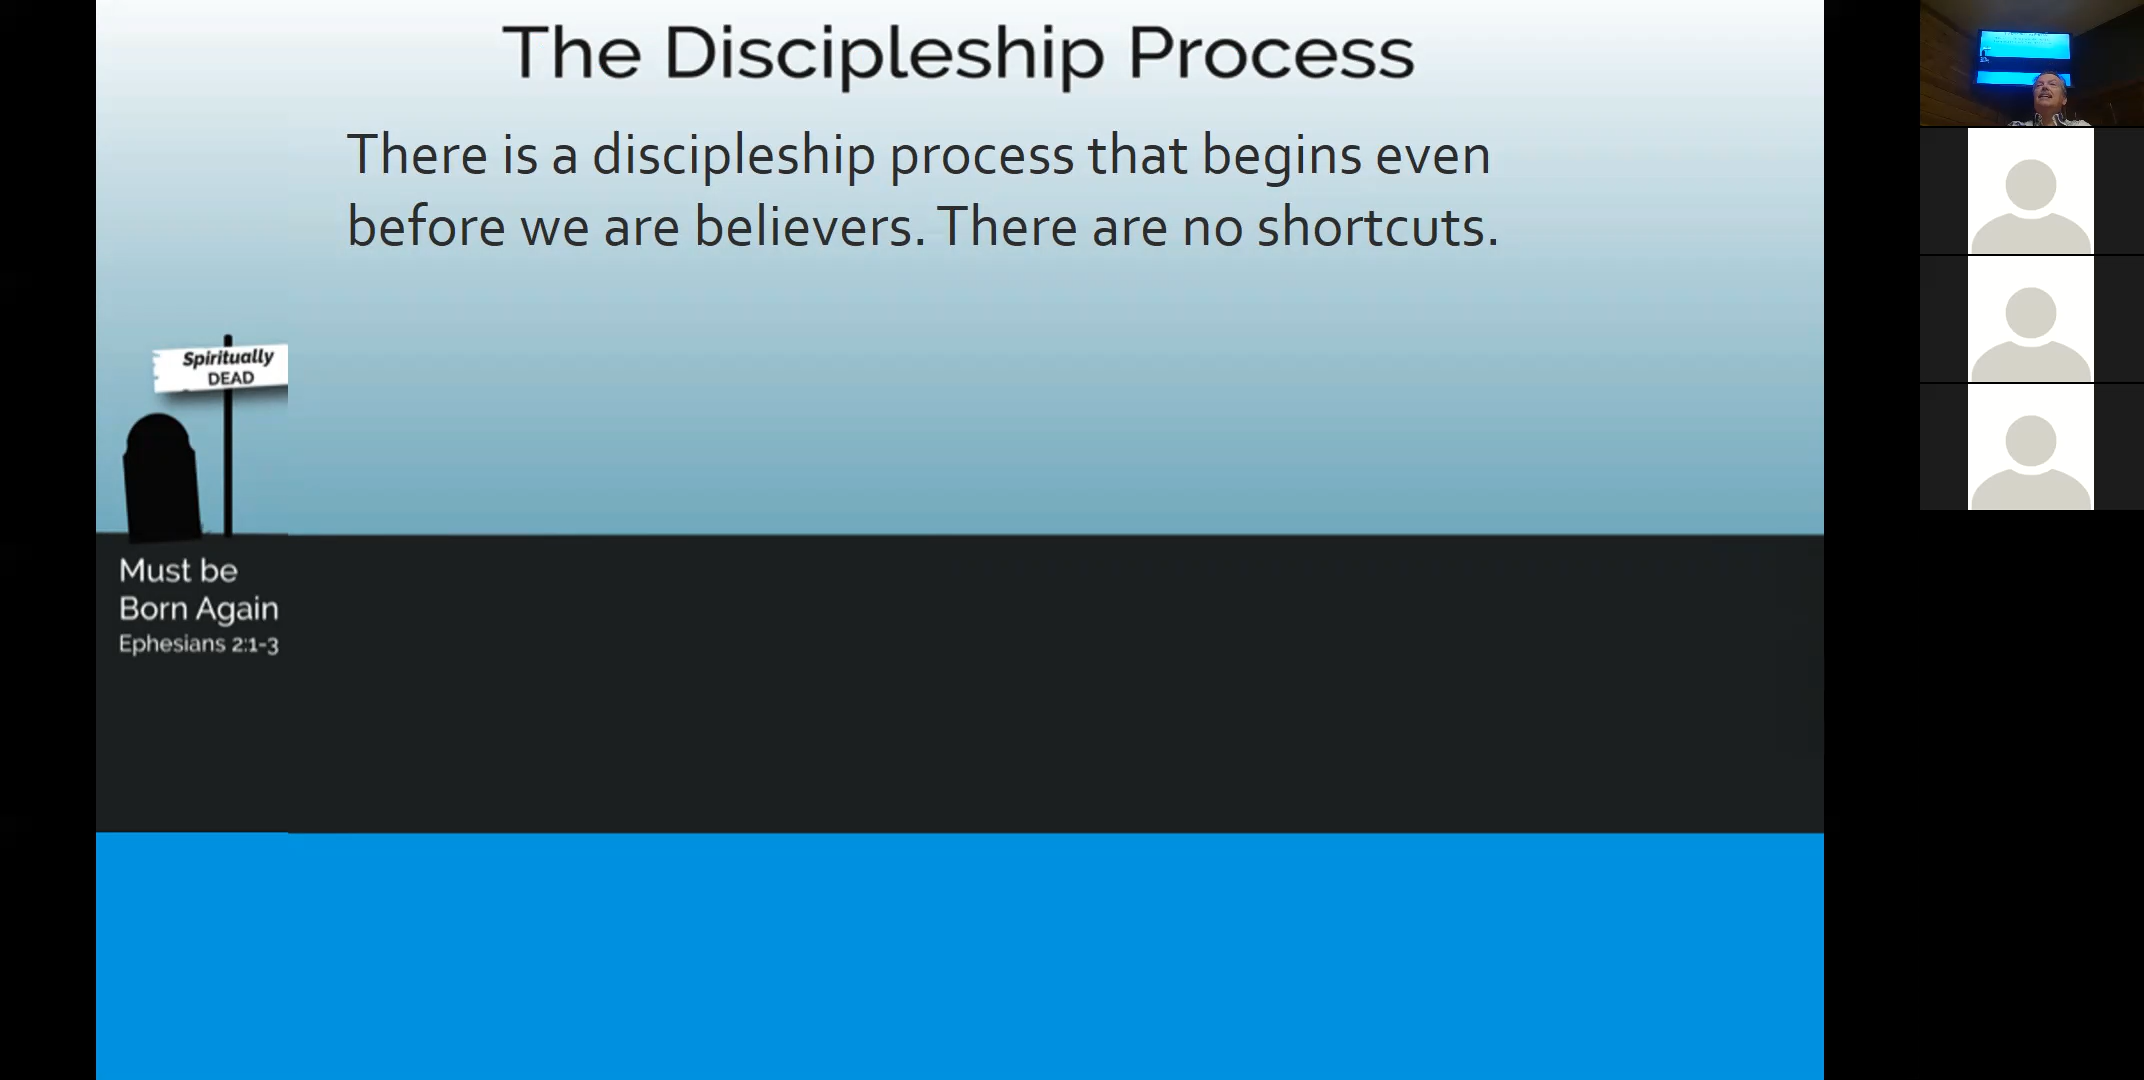 The Discipleship Process
There is a discipleship process that begins even
before we are believers. There are no shortcuts.
Spiritually
DEAD
Must be
Born Again
Ephesians 2:1-3